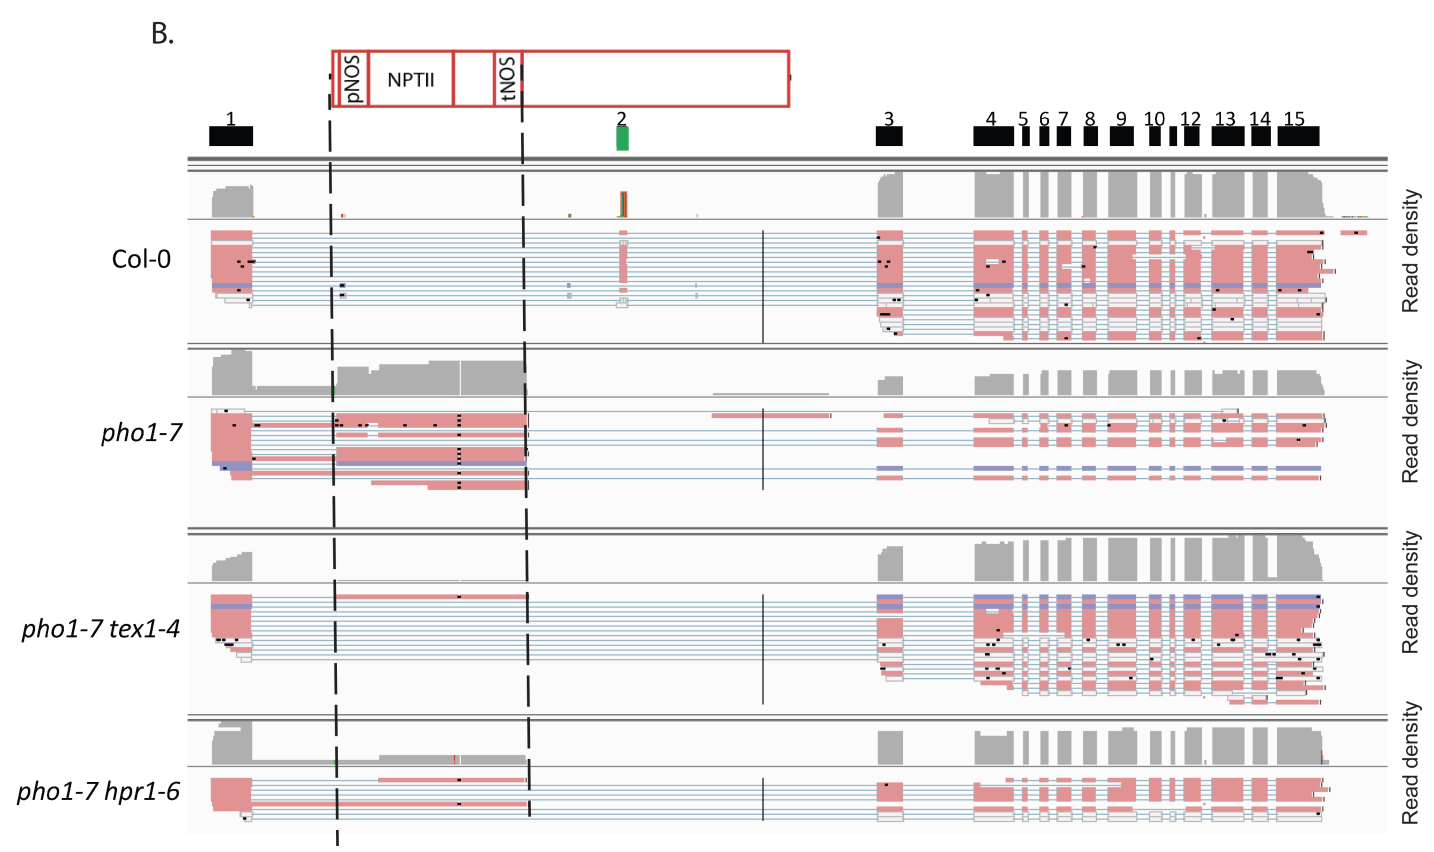 B.
pNOS NPTII tNOS
1 2 3 4 5 6 7 8 9 10 12 13 14 15
Col-0
Read density
pho1-7
Read density
pho1-7 tex1-4
Read density
pho1-7 hpr1-6
Read density